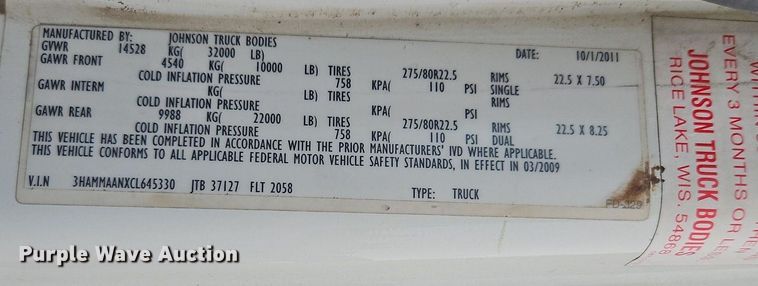 MANUFACTURED BY: JOHNSON TRUCK BODIES DATE: 10/1/2011
GVWR 14528 KG( 32000 LB)
GAWR FRONT 4540 KG( 10000 LB) TIRES 275/80R22.5 RIMS 22.5 X 7.50
COLD INFLATION PRESSURE 758 KPA( 110 PSI SINGLE
GAWR INTERM KG( LB) TIRES RIMS
COLD INFLATION PRESSURE KPA( PSI
GAWR REAR 9988 KG( 22000 LB) TIRES 275/80R22.5 RIMS 22.5 X 8.25
COLD INFLATION PRESSURE 758 KPA( 110 PSI DUAL
THIS VEHICLE HAS BEEN COMPLETED IN ACCORDANCE WITH THE PRIOR MANUFACTURERS' IVD WHERE APPLICABLE.
THIS VEHICLE CONFORMS TO ALL APPLICABLE FEDERAL MOTOR VEHICLE SAFETY STANDARDS, IN EFFECT IN 03/2009
V.I.N 3HAMMAANXCL645330 JTB 37127 FLT 2058 TYPE: TRUCK
FD-329
EVERY 3 MONTHS OR
JOHNSON TRUCK BODIES
RICE LAKE, WIS. 54868
Purple Wave Auction